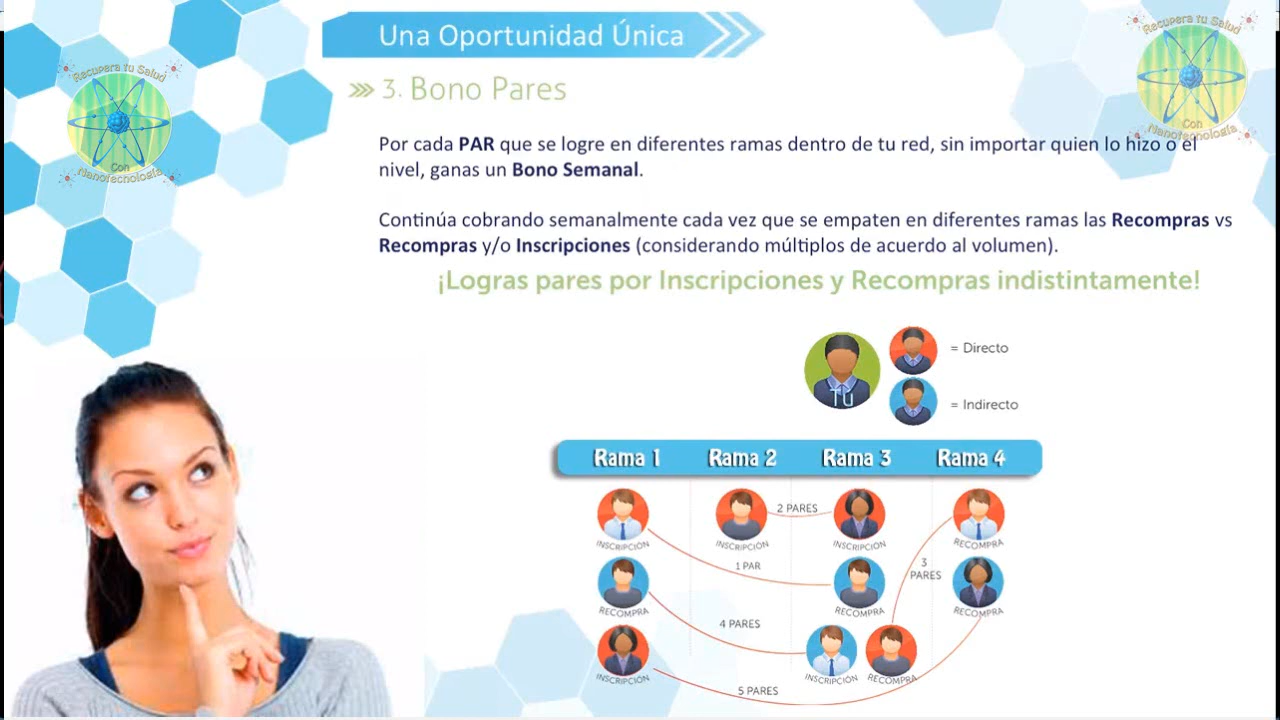 Una Oportunidad Única
3. Bono Pares
Recupera tu Salud
Con
Nanotecnología
Recupera tu Salud
Con
Nanotecnología
Por cada PAR que se logre en diferentes ramas dentro de tu red, sin importar quien lo hizo o el
nivel, ganas un Bono Semanal.
Continúa cobrando semanalmente cada vez que se empaten en diferentes ramas las Recompras vs
Recompras y/o Inscripciones (considerando múltiplos de acuerdo al volumen).
¡Logras pares por Inscripciones y Recompras indistintamente!
= Directo
TÚ
= Indirecto
Rama 1 Rama 2 Rama 3 Rama 4
2 PARES
INSCRIPCIÓN INSCRIPCIÓN INSCRIPCIÓN RECOMPRA
1 PAR
3
PARES
RECOMPRA RECOMPRA RECOMPRA
4 PARES
INSCRIPCIÓN INSCRIPCIÓN RECOMPRA
5 PARES